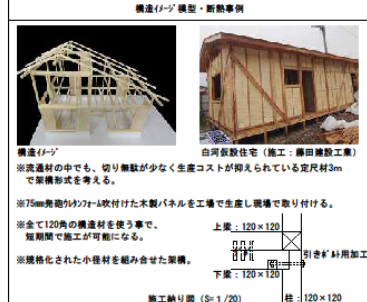 構造ｲﾒｰｼﾞ模型・断熱事例
構造ｲﾒｰｼﾞ
白河仮設住宅（施工：藤田建設工業）
※流通材の中でも、切り無駄が少なく生産コストが抑えられている定尺材3m
で架構形式を考える。
※75mm発砲ｳﾚﾀﾝﾌｫｰﾑ吹付けた木製パネルを工場で生産し現場で取り付ける。
※全て120角の構造材を使う事で、
短期間で施工が可能になる。
※規格化された小径材を組み合せた架構。
上梁：120×120
引きﾎﾞﾙﾄ用加工
下梁：120×120
施工納り図（S=1/20）
柱：120×120